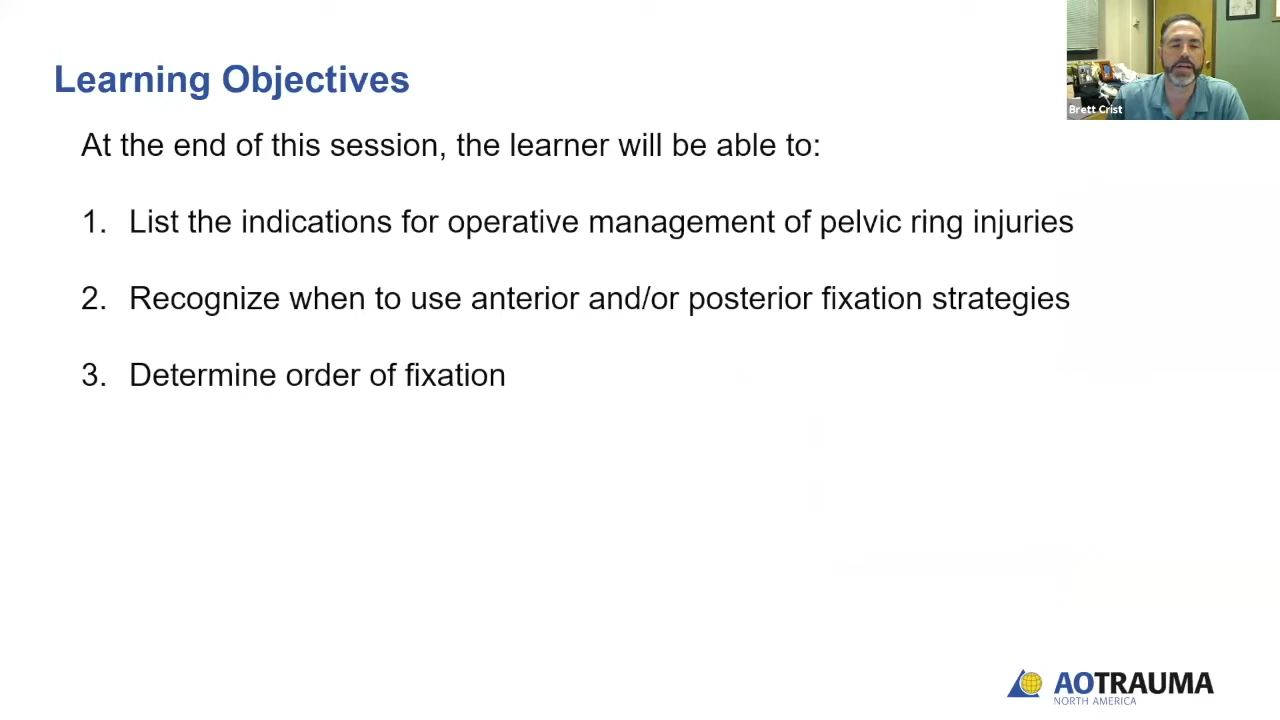 Learning Objectives
At the end of this session, the learner will be able to:
1. List the indications for operative management of pelvic ring injuries
2. Recognize when to use anterior and/or posterior fixation strategies
3. Determine order of fixation
Brett Crist
AOTRAUMA
NORTH AMERICA